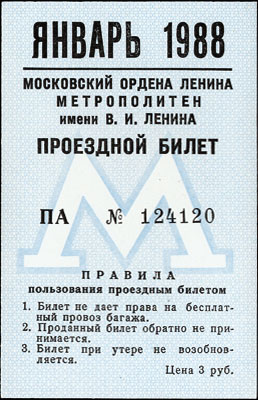 ЯНВАРЬ 1988
МОСКОВСКИЙ ОРДЕНА ЛЕНИНА
МЕТРОПОЛИТЕН
имени В. И. ЛЕНИНА
ПРОЕЗДНОЙ БИЛЕТ
М
ПА № 124120
ПРАВИЛА
пользования проездным билетом
1. Билет не дает права на бесплат-
ный провоз багажа.
2. Проданный билет обратно не при-
нимается.
3. Билет при утере не возобнов-
ляется.
Цена 3 руб.